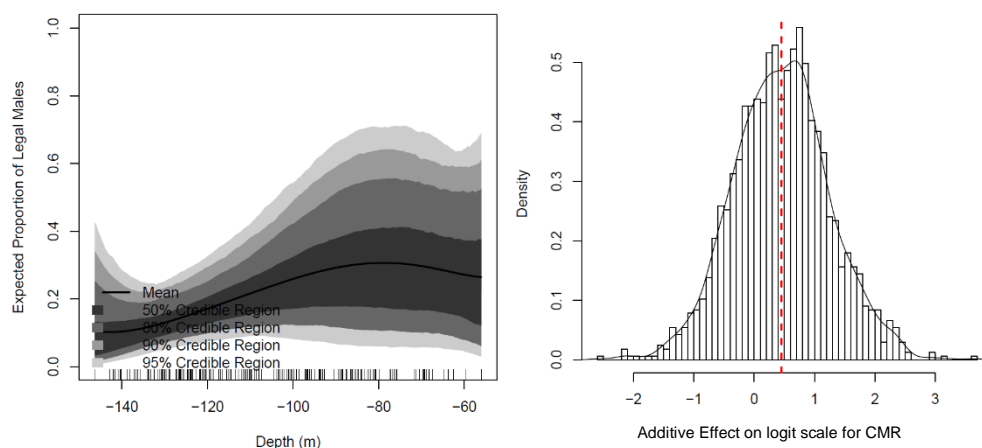 Expected Proportion of Legal Males
1.0
0.8
0.6
0.4
0.2
0.0
Mean
50% Credible Region
80% Credible Region
90% Credible Region
95% Credible Region
−140 −120 −100 −80 −60
Depth (m)
Density
0.5
0.4
0.3
0.2
0.1
0.0
−2 −1 0 1 2 3
Additive Effect on logit scale for CMR